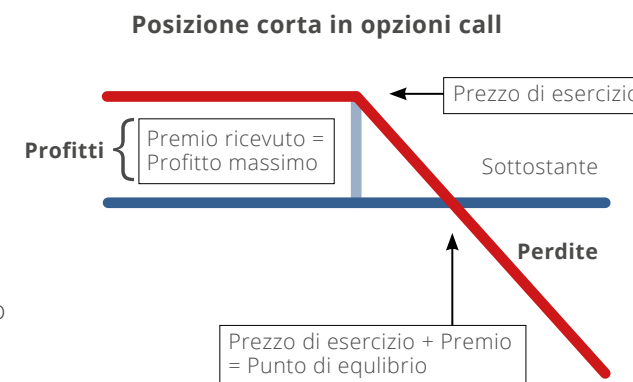 Posizione corta in opzioni call
Prezzo di esercizio
Profitti
Premio ricevuto =
Profitto massimo
Sottostante
Perdite
o
Prezzo di esercizio + Premio
= Punto di equlibrio